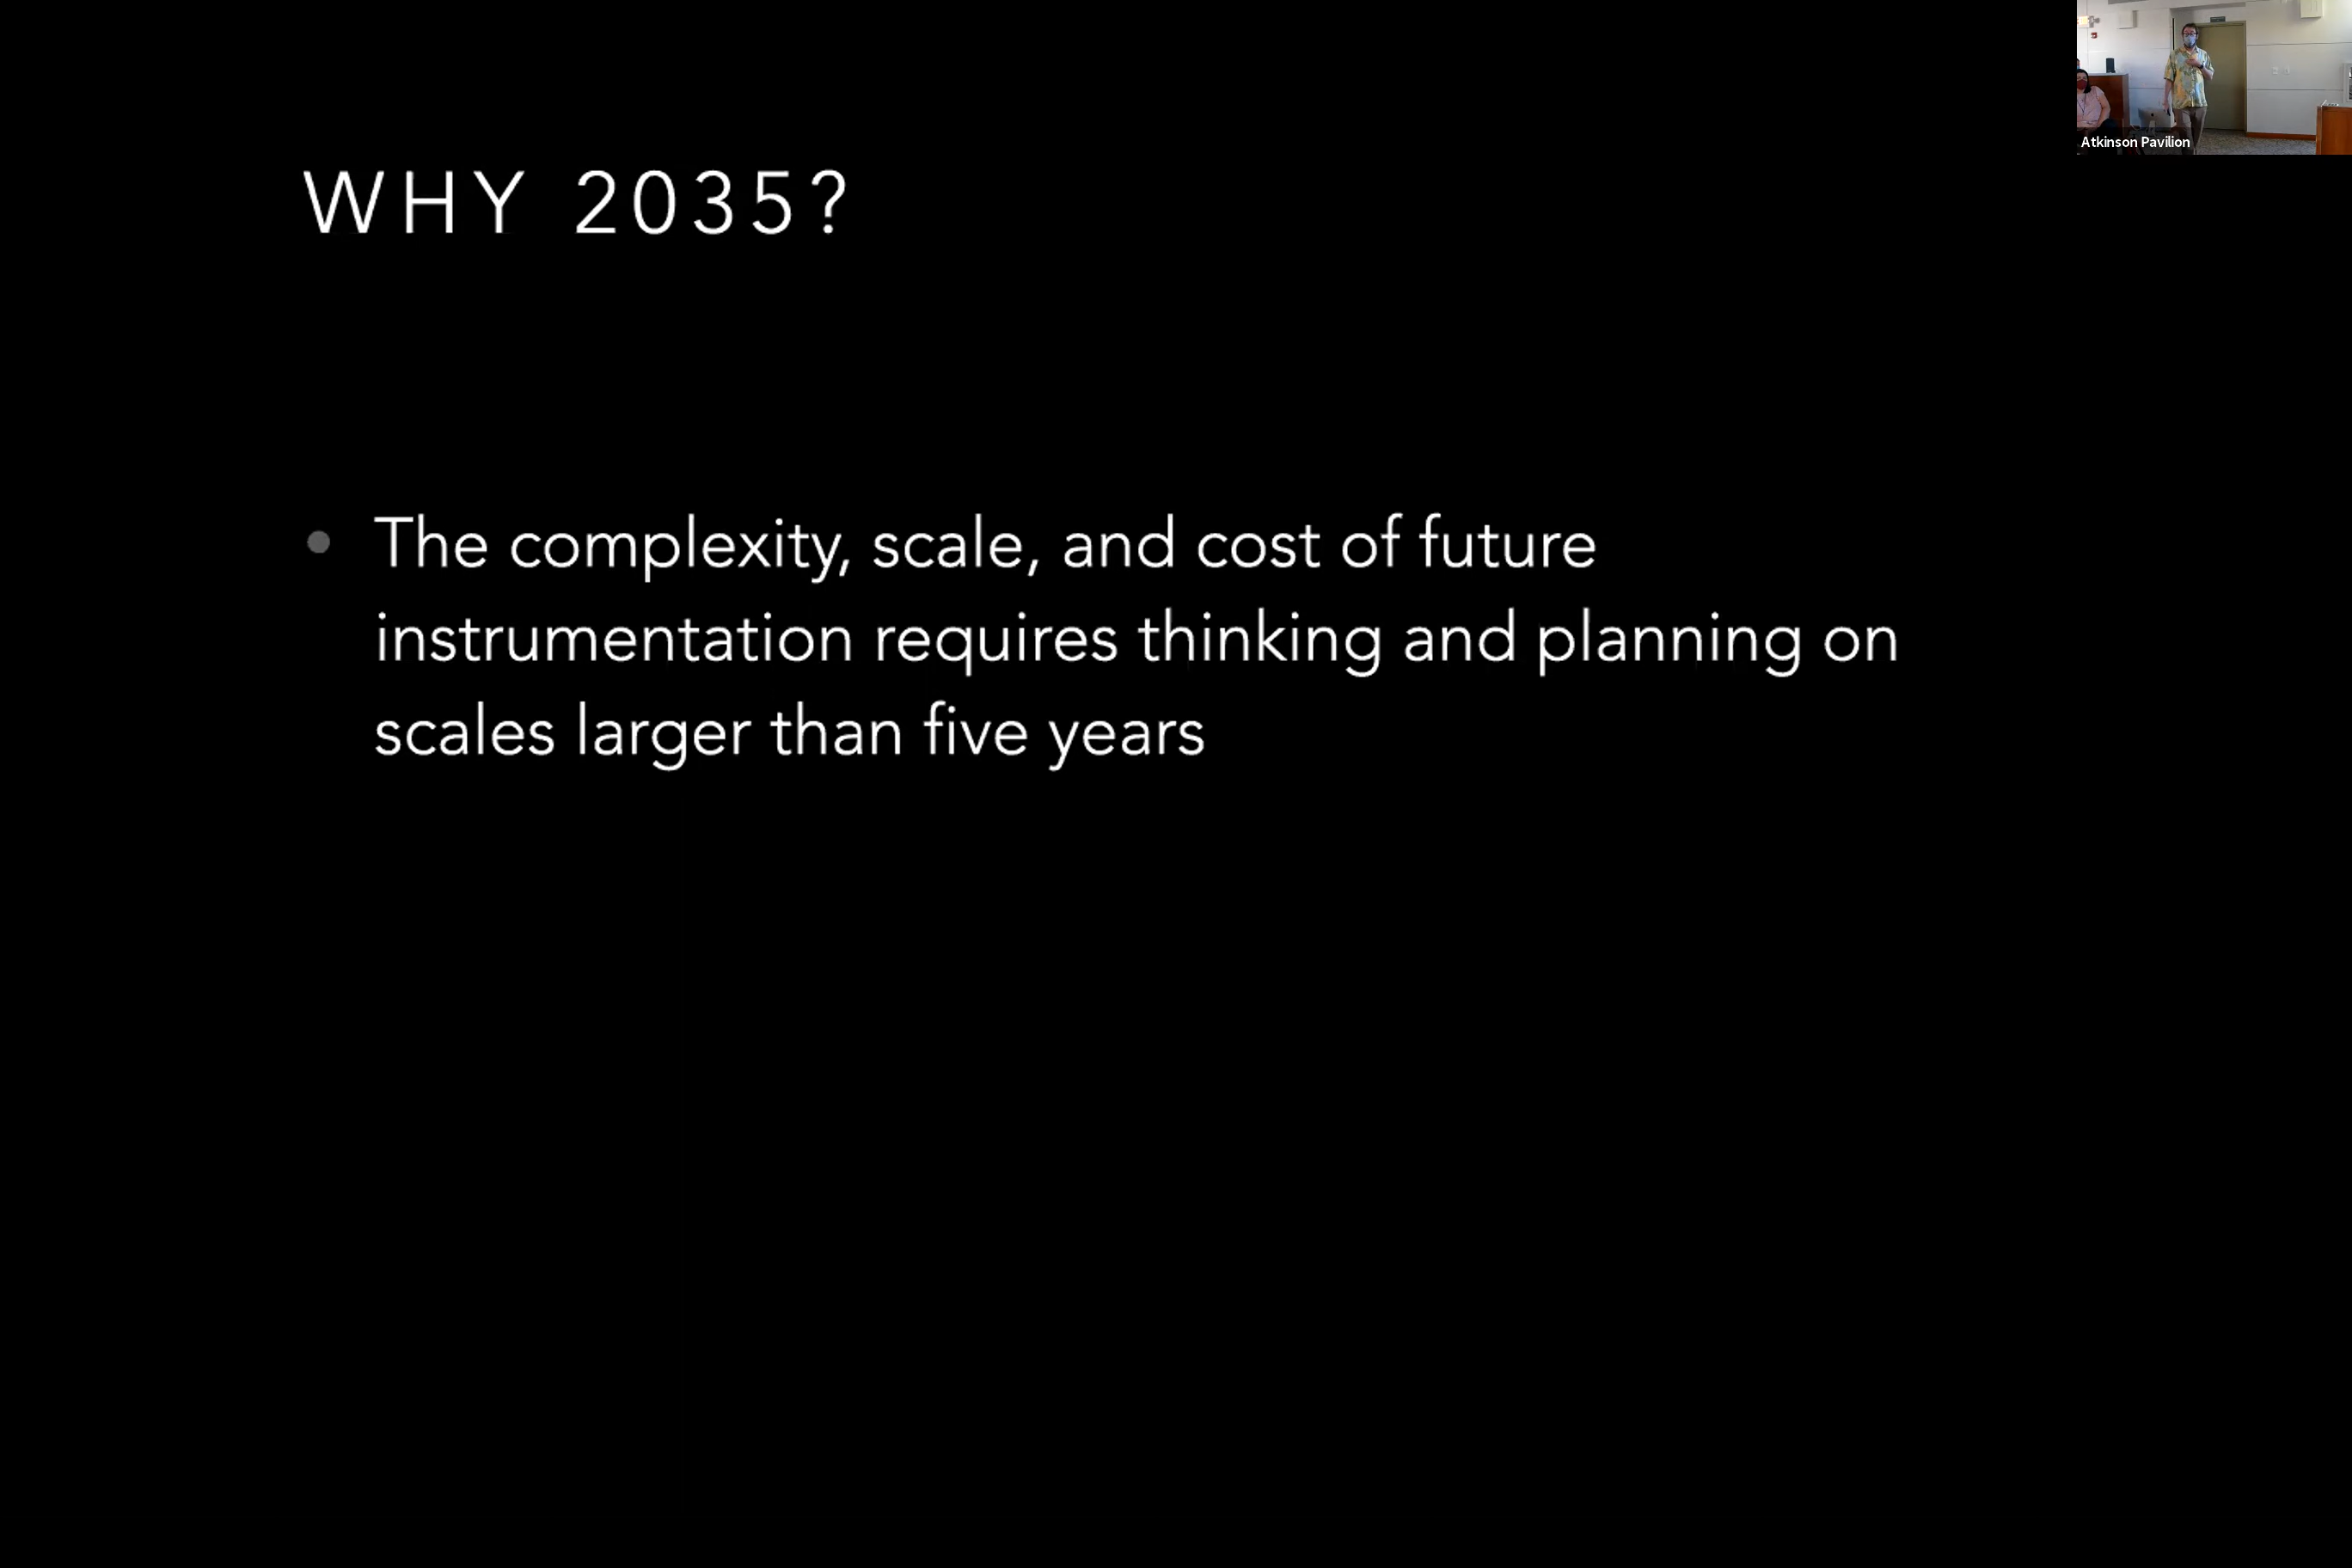 WHY 2035?
The complexity, scale, and cost of future
instrumentation requires thinking and planning on
scales larger than five years
Atkinson Pavilion